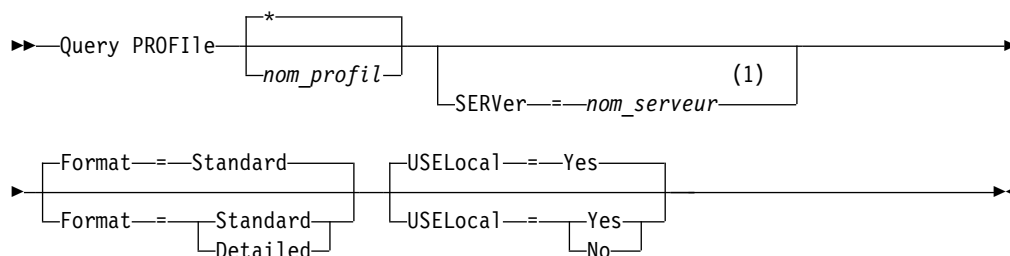 *
Query PROFIle
nom_profil
(1)
SERVer = nom_serveur
Format = Standard
USELocal = Yes
Format = Standard
USELocal = Yes
Detailed
No